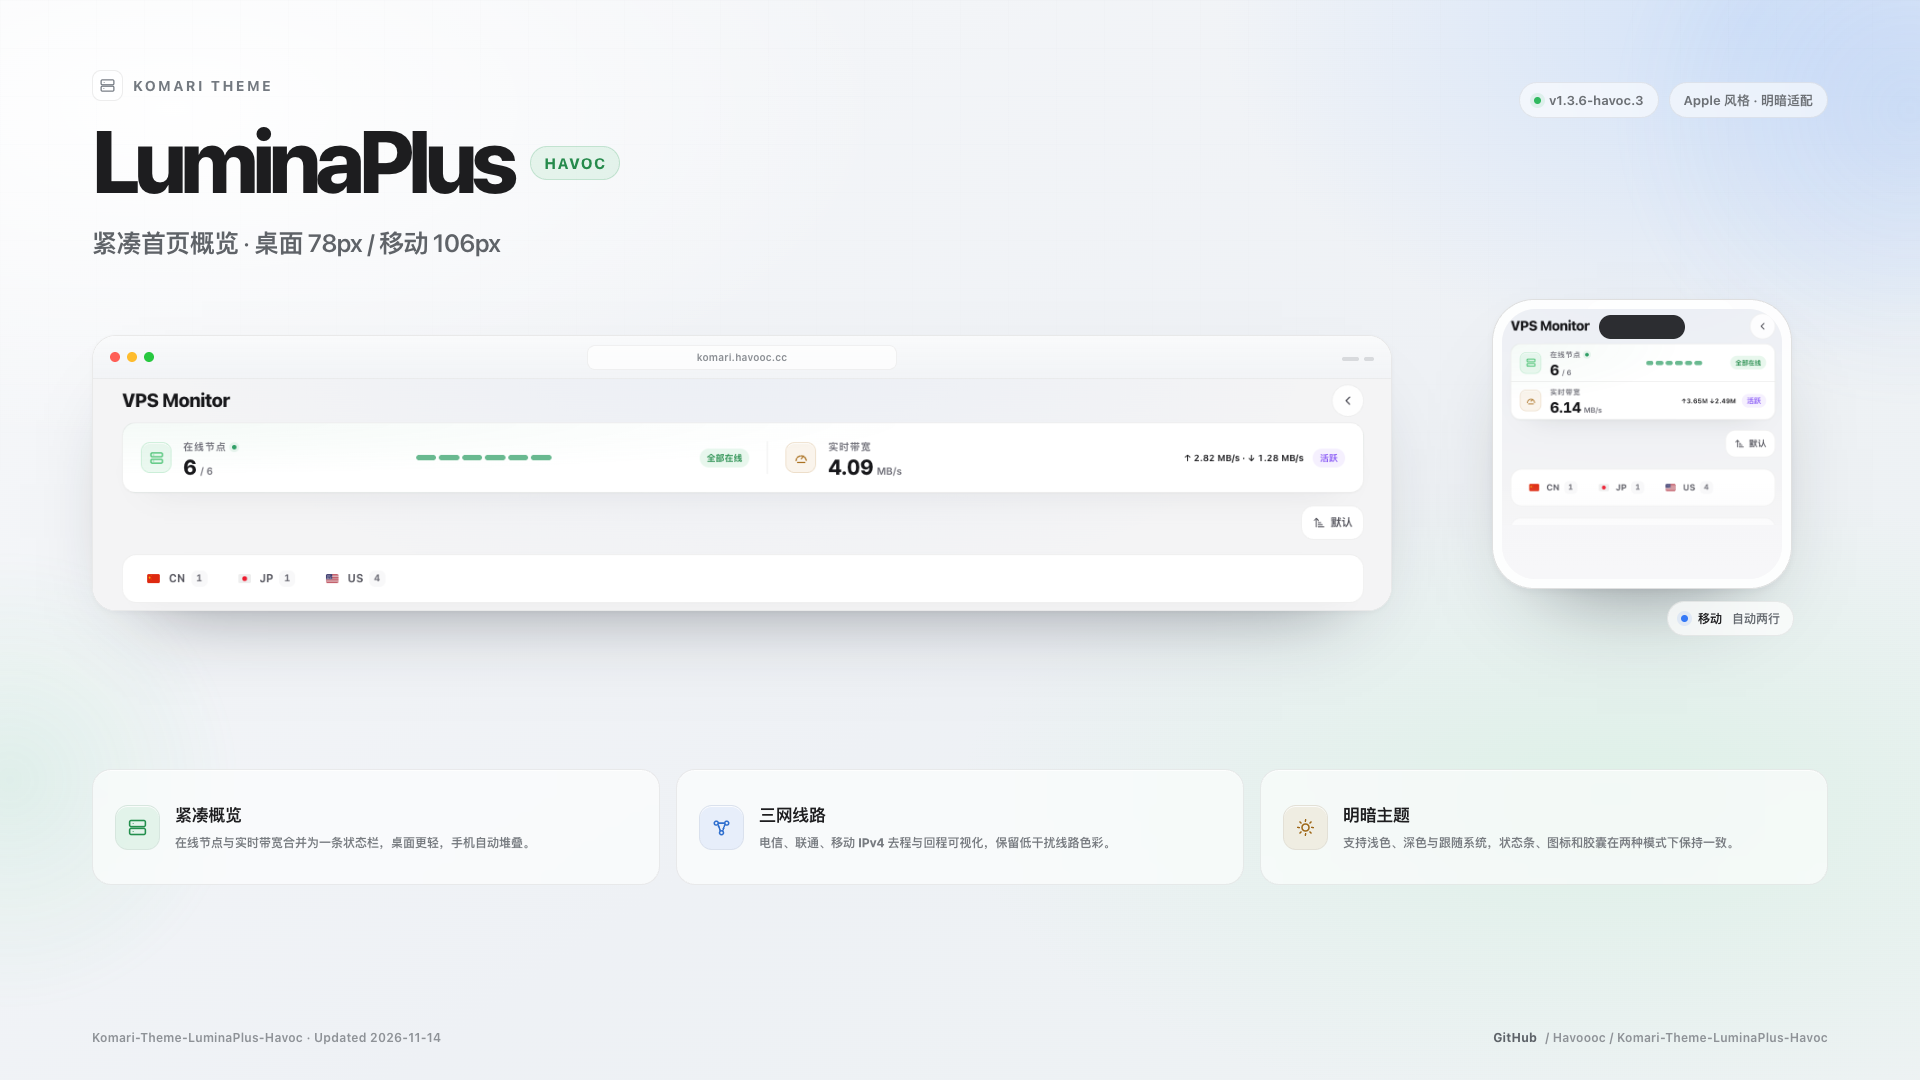 KOMARI THEME
v1.3.6-havoc.3
Apple 风格 · 明暗适配
LuminaPlus
HAVOC
紧凑首页概览 · 桌面 78px / 移动 106px
komari.havooc.cc
VPS Monitor
在线节点
6 / 6
全部在线
实时带宽
4.09 MB/s
↑ 2.82 MB/s · ↓ 1.28 MB/s
活跃
默认
CN 1
JP 1
US 4
VPS Monitor
在线节点
6 / 6
全部在线
实时带宽
6.14 MB/s
↑3.65M ↓2.49M
活跃
默认
CN 1
JP 1
US 4
移动 自动两行
紧凑概览
在线节点与实时带宽合并为一条状态栏，桌面更轻，手机自动堆叠。
三网线路
电信、联通、移动 IPv4 去程与回程可视化，保留低干扰线路色彩。
明暗主题
支持浅色、深色与跟随系统，状态条、图标和胶囊在两种模式下保持一致。
Komari-Theme-LuminaPlus-Havoc · Updated 2026-11-14
GitHub / Havoooc / Komari-Theme-LuminaPlus-Havoc